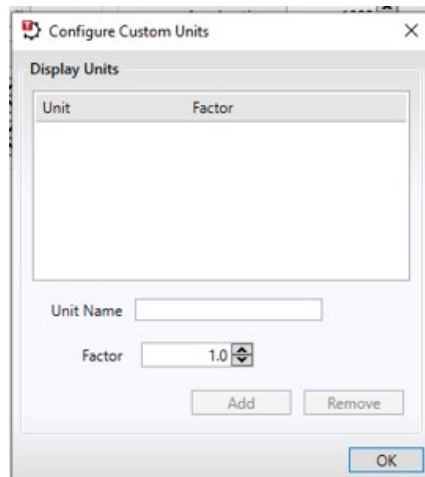 Configure Custom Units
Display Units
Unit Factor
Unit Name
Factor 1.0
Add Remove
OK